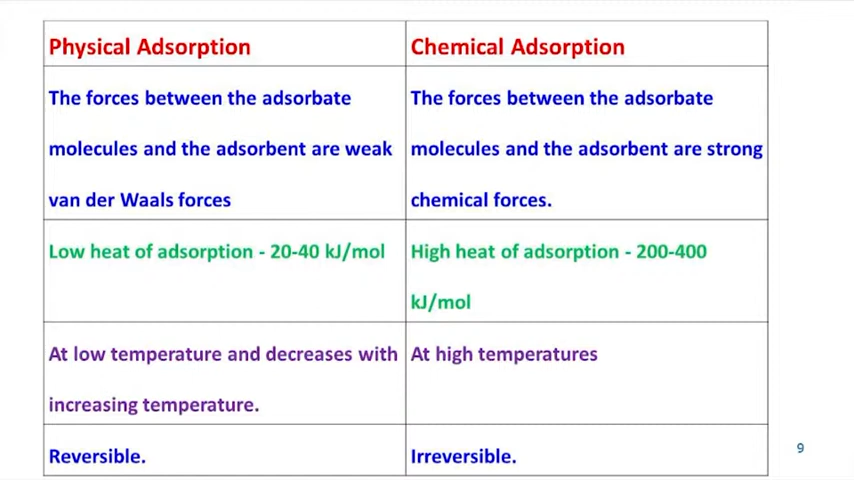 Physical Adsorption
Chemical Adsorption
The forces between the adsorbate
molecules and the adsorbent are weak
van der Waals forces
The forces between the adsorbate
molecules and the adsorbent are strong
chemical forces.
Low heat of adsorption - 20-40 kJ/mol
High heat of adsorption - 200-400
kJ/mol
At low temperature and decreases with
increasing temperature.
At high temperatures
Reversible.
Irreversible.
9